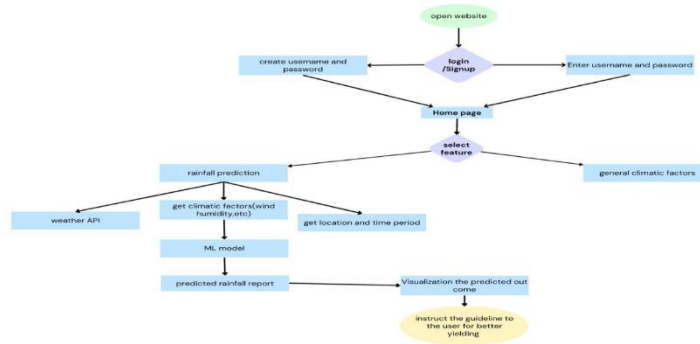 open website
create username and
password
login
/Signup
Enter username and password
Home page
select
feature
rainfall prediction
general climatic factors
weather API
get climatic factors(wind
humidity,etc)
get location and time period
ML model
predicted rainfall report
Visualization the predicted out
come
instruct the guideline to
the user for better
yielding